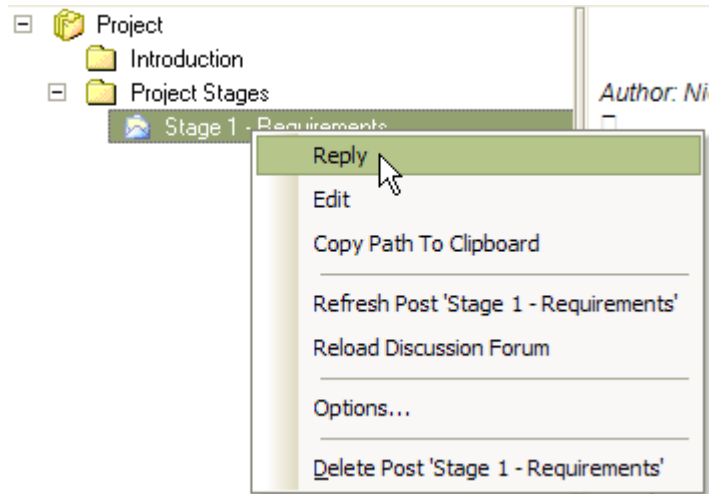 Project
Introduction
Project Stages
Author: Ni
Stage 1 - Requirements
Reply
Edit
Copy Path To Clipboard
Refresh Post 'Stage 1 - Requirements'
Reload Discussion Forum
Options...
Delete Post 'Stage 1 - Requirements'